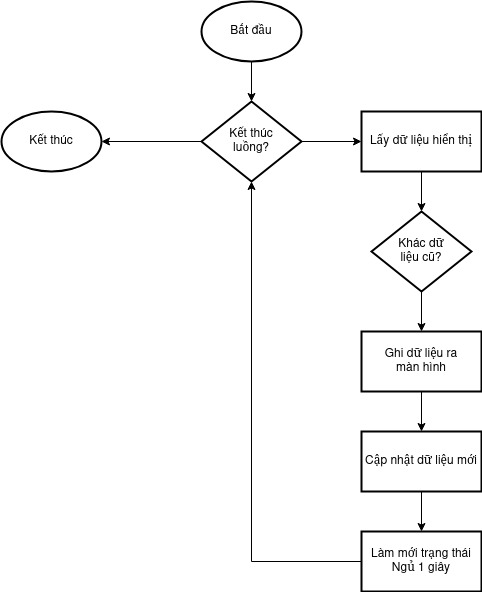 Bắt đầu
Kết thúc
Kết thúc
luồng?
Lấy dữ liệu hiển thị
Khác dữ
liệu cũ?
Ghi dữ liệu ra
màn hình
Cập nhật dữ liệu mới
Làm mới trạng thái
Ngủ 1 giây